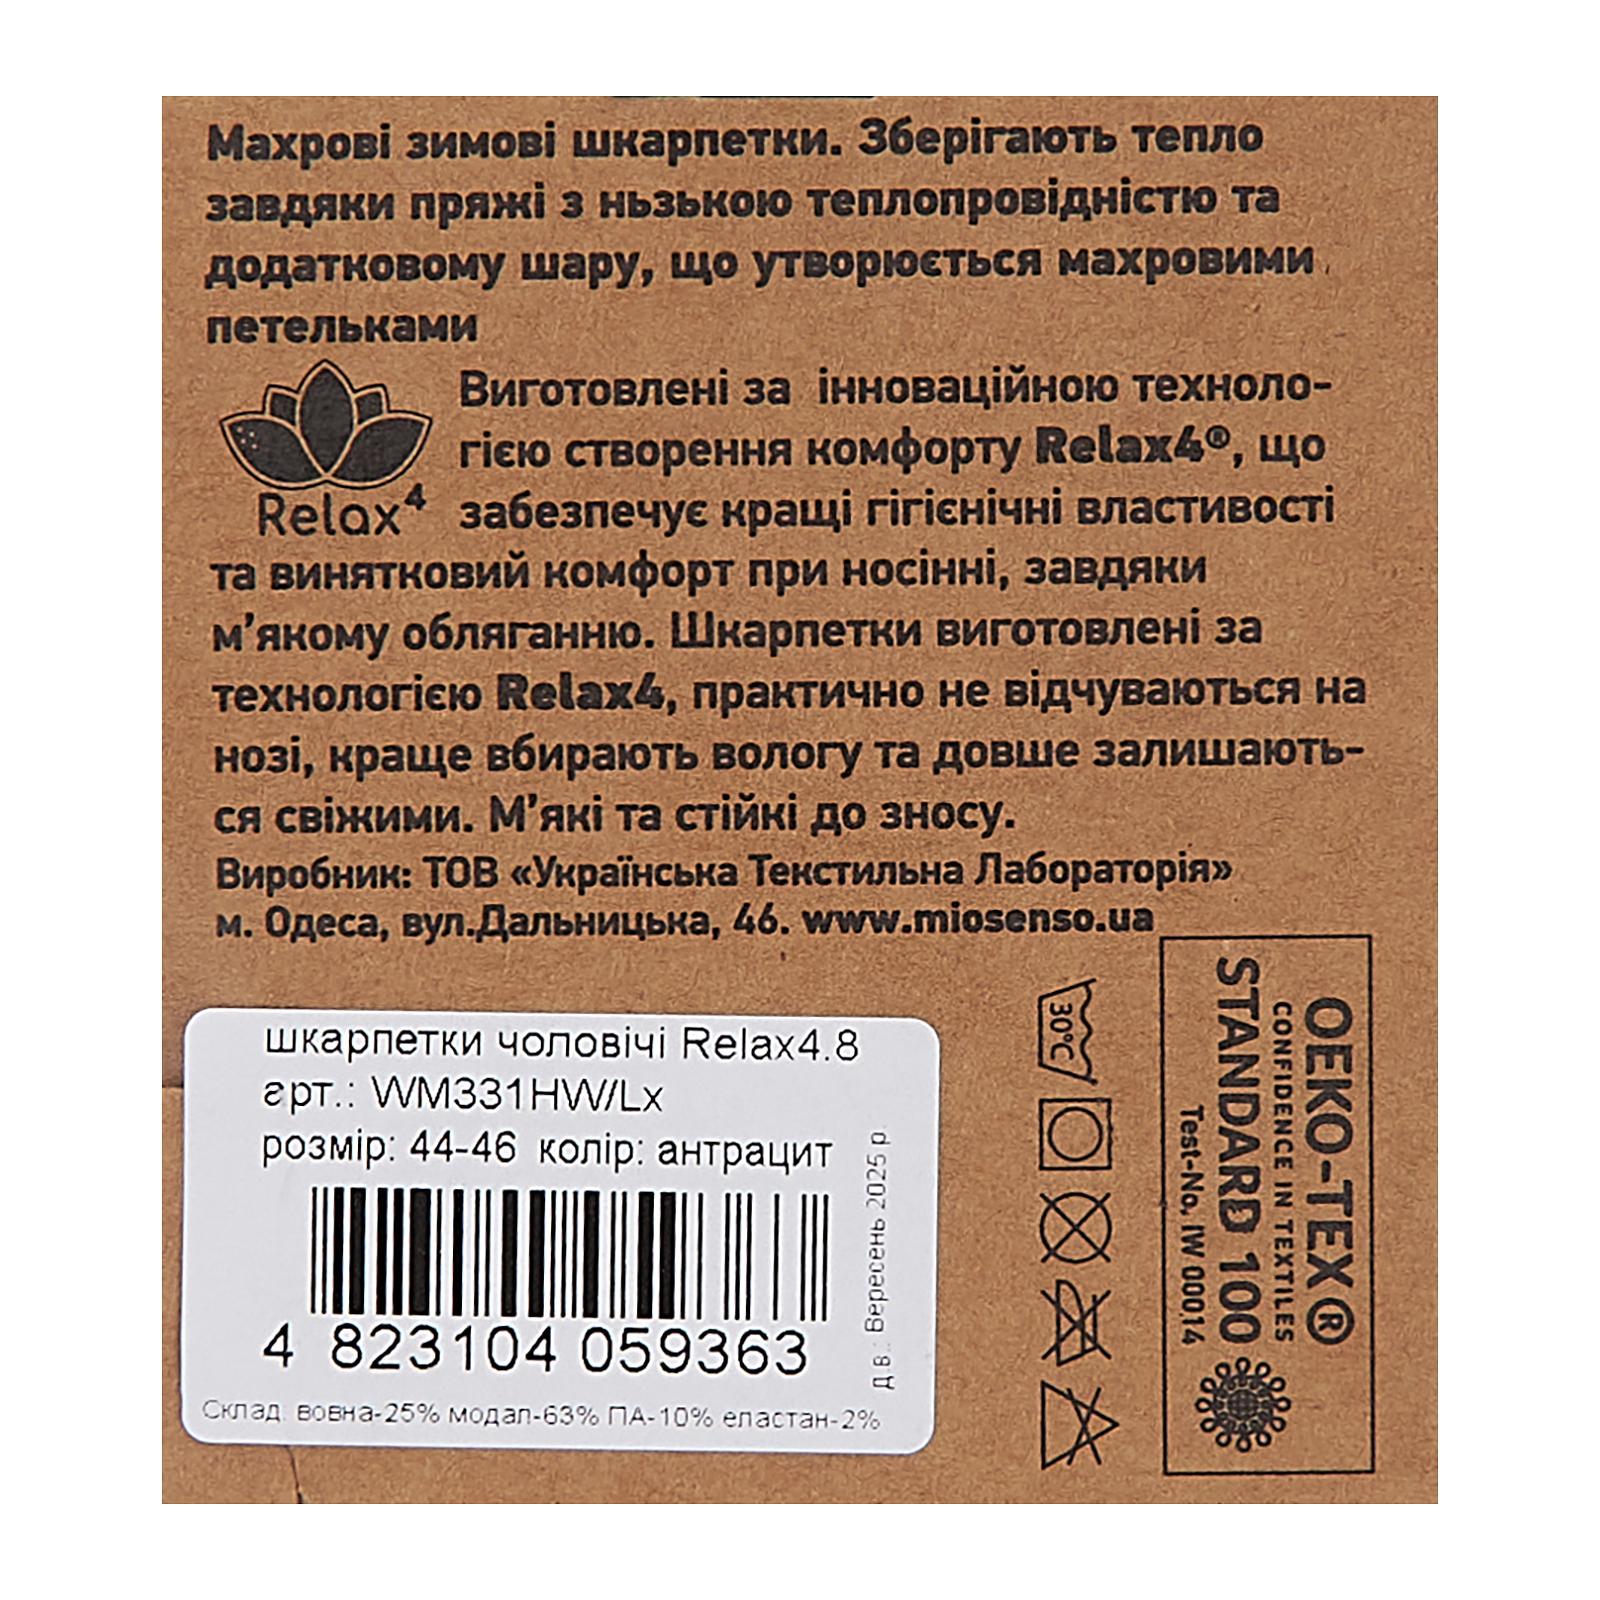 Махрові зимові шкарпетки. Зберігають тепло
завдяки пряжі з ньзькою теплопровідністю та
додатковому шару, що утворюється махровими
петельками
Виготовлені за інноваційною техноло-
гією створення комфорту Relax4®, що
забезпечує кращі гігієнічні властивості
Relax⁴
та винятковий комфорт при носінні, завдяки
м’якому обляганню. Шкарпетки виготовлені за
технологією Relax4, практично не відчуваються на
нозі, краще вбирають вологу та довше залишають-
ся свіжими. М’які та стійкі до зносу.
Виробник: ТОВ «Українська Текстильна Лабораторія»
м. Одеса, вул.Дальницька, 46. www.miosenso.ua
шкарпетки чоловічі Relax4.8
арт.: WM331HW/Lx
розмір: 44-46 колір: антрацит
4 823104 059363
Д.В.: Вересень 2025 р.
Склад: вовна-25% модал-63% ПА-10% еластан-2%
30°C
OEKO-TEX®
CONFIDENCE IN TEXTILES
STANDARD 100
Test-No. IW 00014